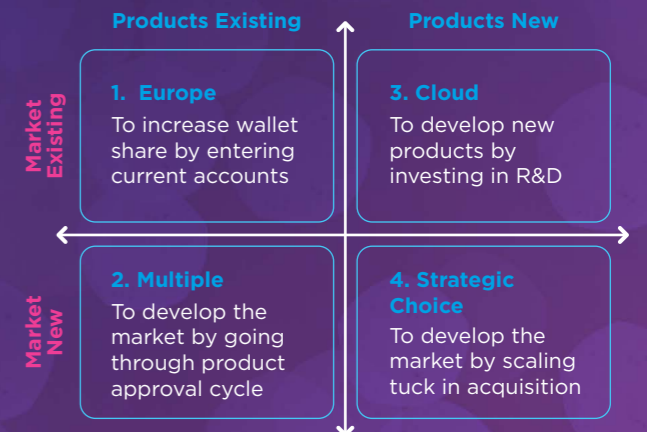 Products Existing
Products New
Market
Existing
1. Europe
To increase wallet
share by entering
current accounts
3. Cloud
To develop new
products by
investing in R&D
Market
New
2. Multiple
To develop the
market by going
through product
approval cycle
4. Strategic
Choice
To develop the
market by scaling
tuck in acquisition